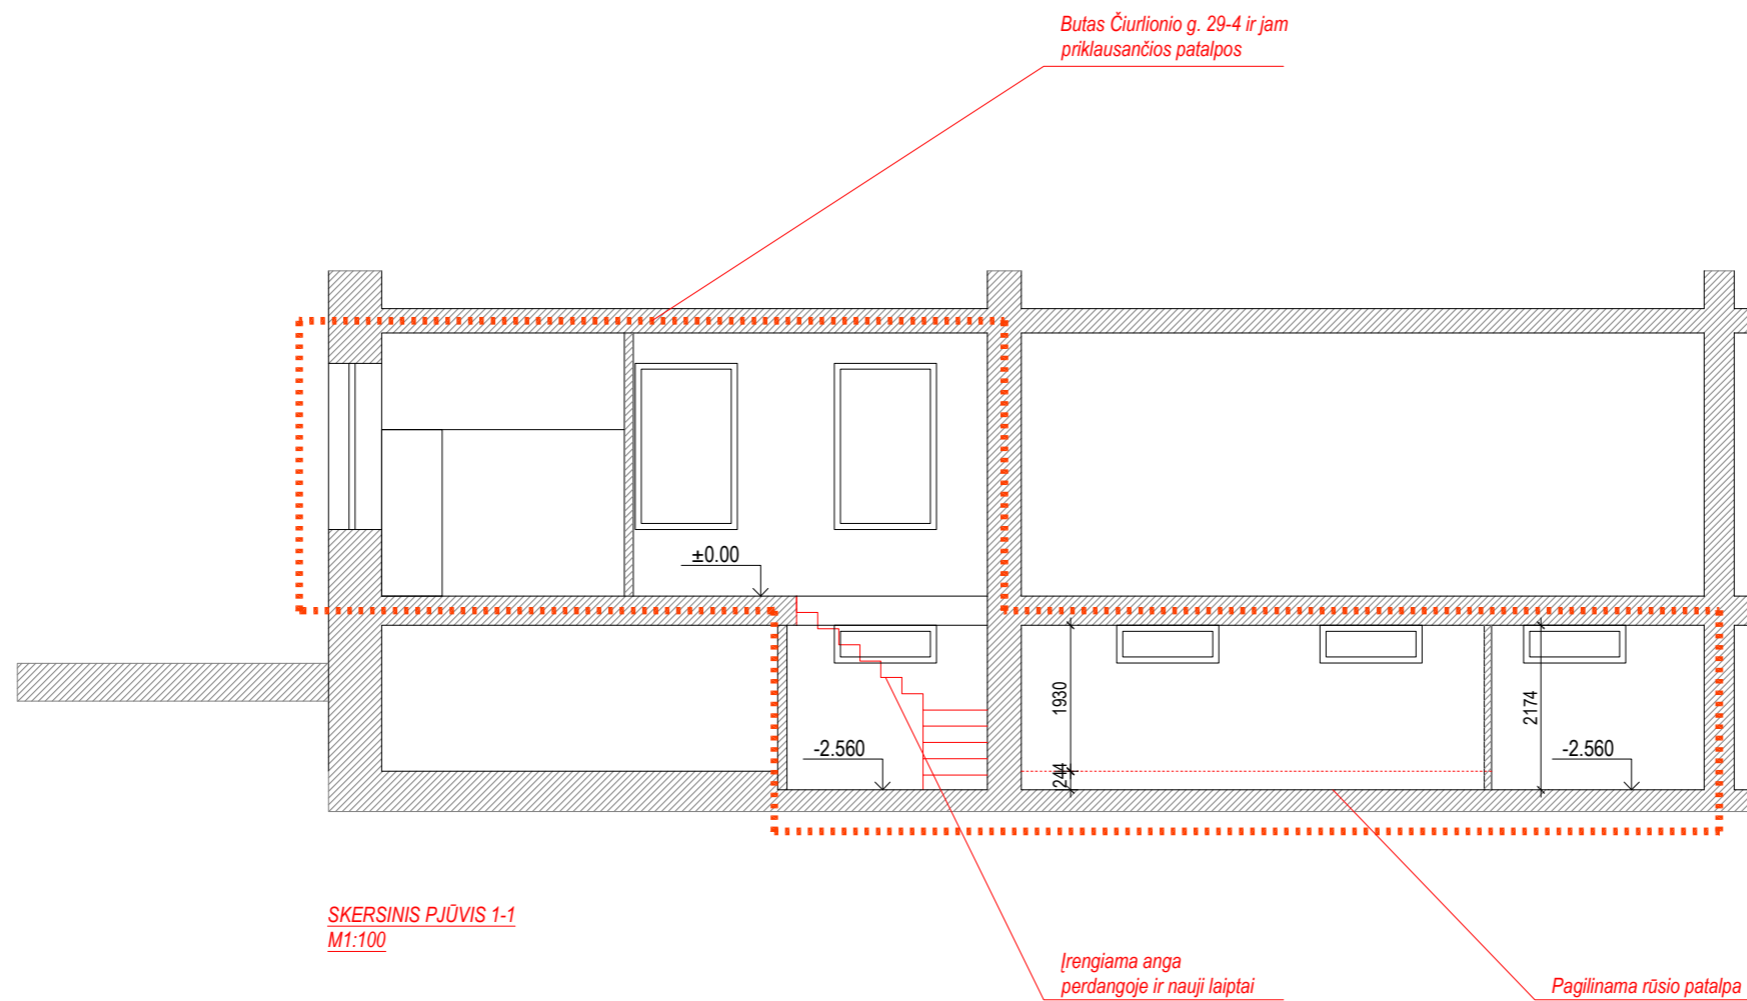 Butas Čiurlionio g. 29-4 ir jam
priklausančios patalpos
±0.00
1930
2174
-2.560
-2.560
244
SKERSINIS PJŪVIS 1-1
M1:100
Įrengiama anga
perdangoje ir nauji laiptai
Pagilinama rūsio patalpa